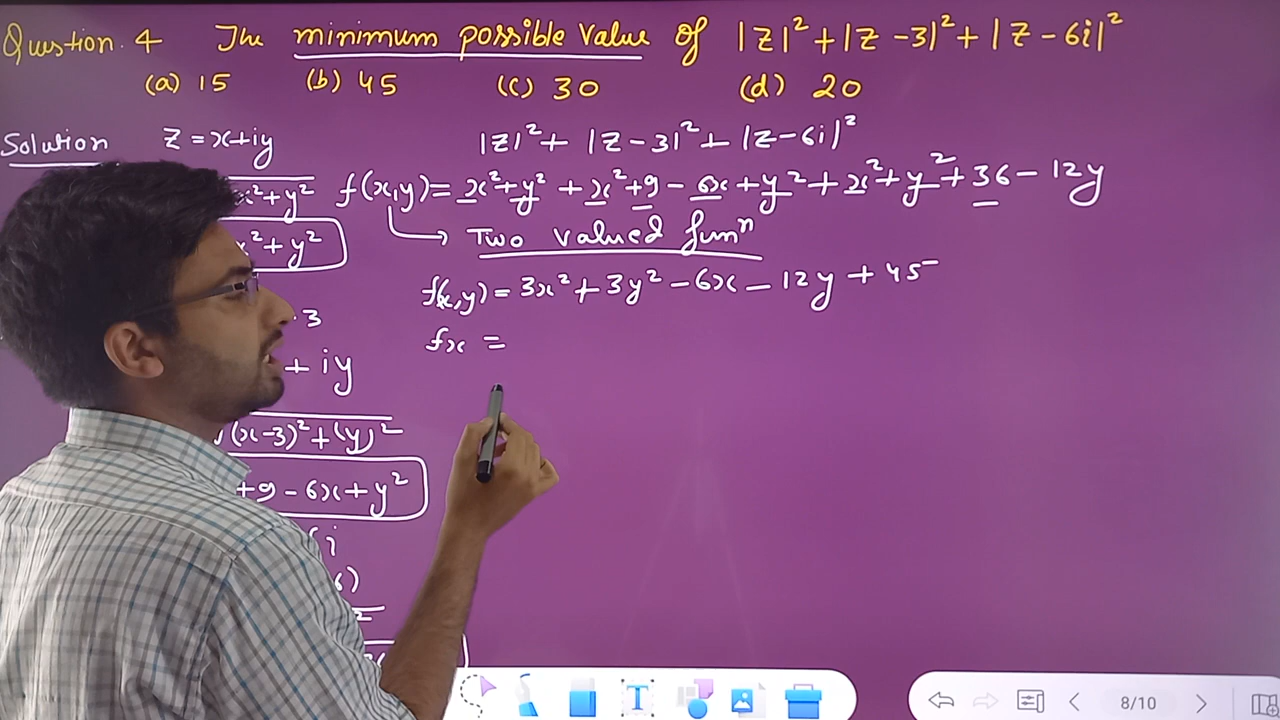 Question. 4 The minimum possible value of |Z|² + |Z - 3|² + |Z - 6i|²
(a) 15 (b) 45 (c) 30 (d) 20
Solution Z = x+iy
|Z|² + |Z - 3|² + |Z - 6i|²
x²+y² f(x,y) = x²+y² + x²+9 - 6x + y² + x²+y² + 36 - 12y
x² + y² Two valued funⁿ
f(x,y) = 3x² + 3y² - 6x - 12y + 45
3
fx =
+ iy
(x-3)² + (y)²
+9 - 6x + y²
i
6)
8/10